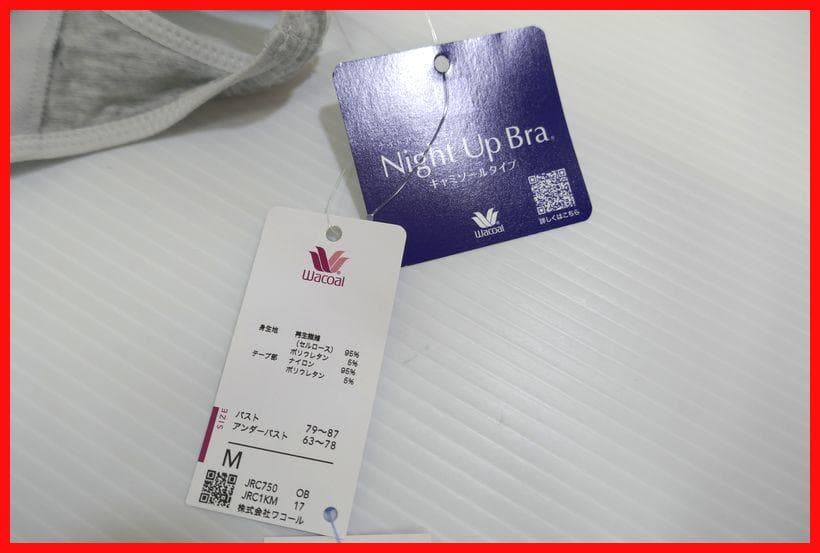 Night Up Bra®
キャミソールタイプ
Wacoal
詳しくはこちら
Wacoal
身生地 再生繊維
(セルロース) 95%
ポリウレタン 5%
テープ部 ナイロン 95%
ポリウレタン 5%
SIZE
バスト 79～87
アンダーバスト 63～78
M
JRC750 OB
JRC1KM 17
株式会社ワコール